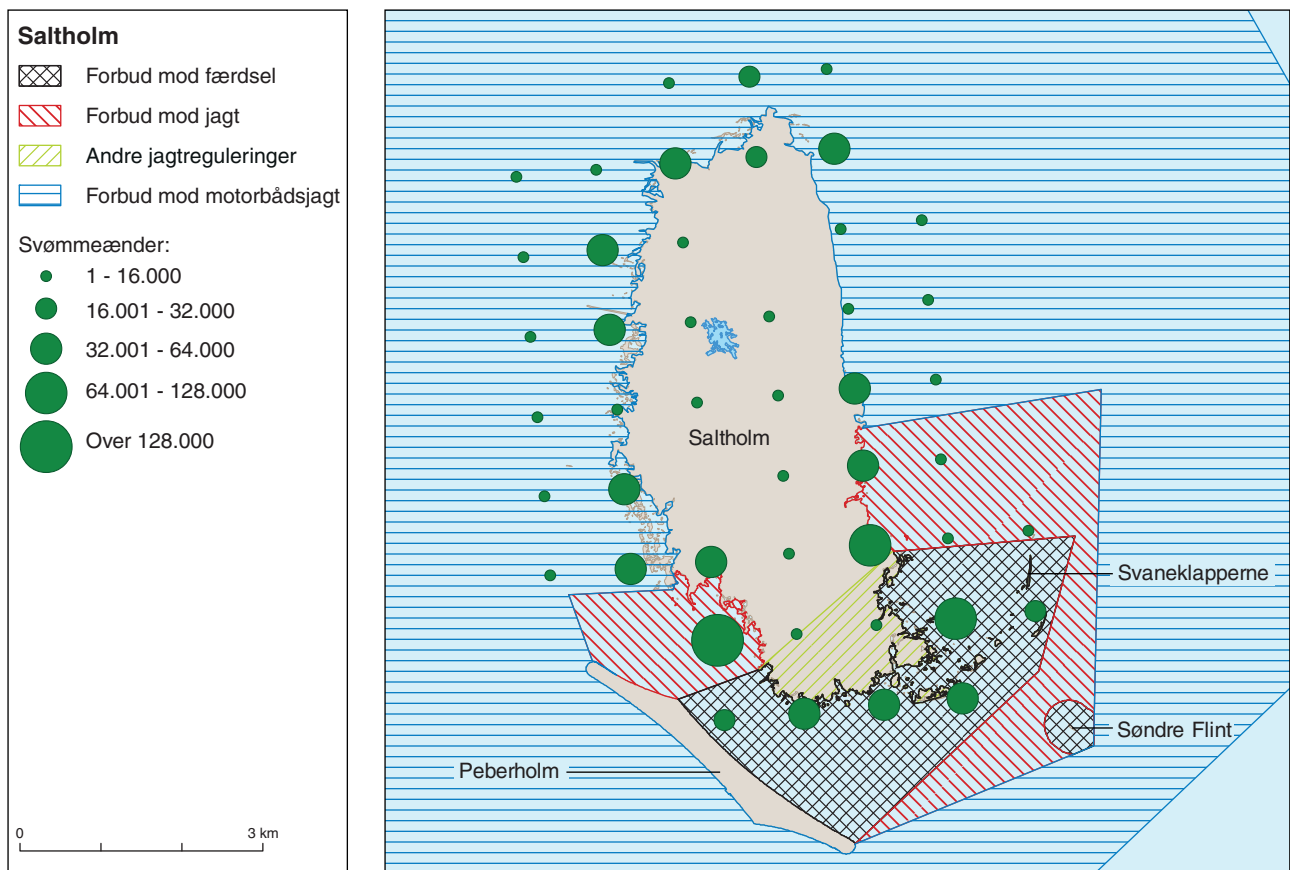 Saltholm
Forbud mod færdsel
Forbud mod jagt
Andre jagtreguleringer
Forbud mod motorbådsjagt
Svømmeænder:
1 - 16.000
16.001 - 32.000
32.001 - 64.000
64.001 - 128.000
Over 128.000
0
3 km
Saltholm
Svaneklapperne
Søndre Flint
Peberholm